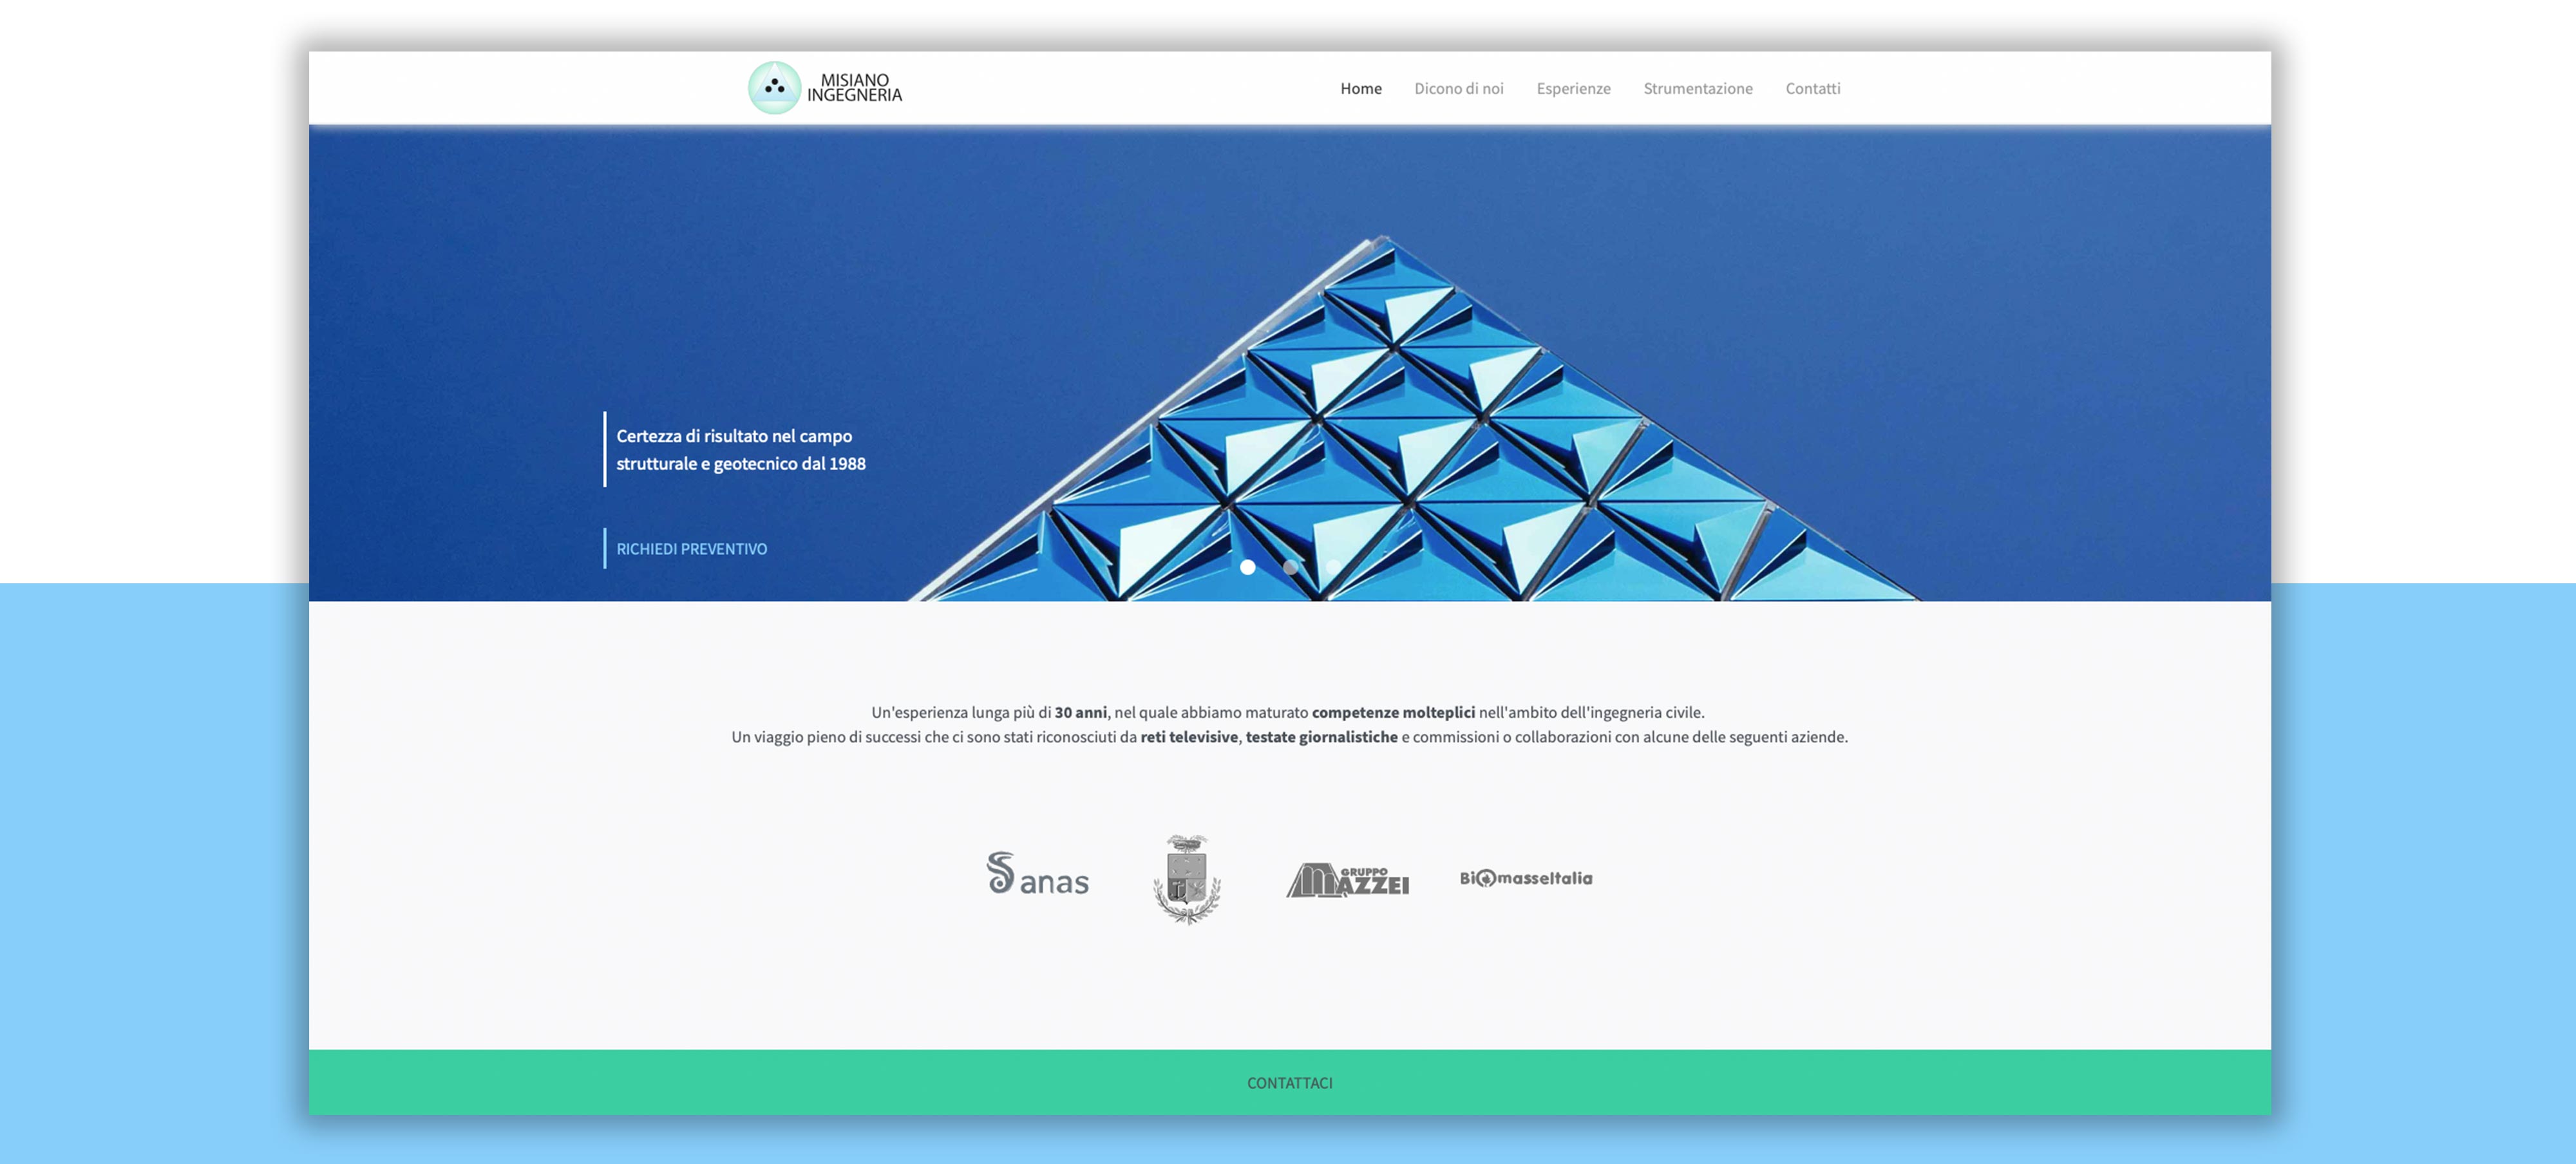 MISIANO
INGEGNERIA
Home Dicono di noi Esperienze Strumentazione Contatti
Certezza di risultato nel campo
strutturale e geotecnico dal 1988
RICHIEDI PREVENTIVO
Un'esperienza lunga più di 30 anni, nel quale abbiamo maturato competenze molteplici nell'ambito dell'ingegneria civile.
Un viaggio pieno di successi che ci sono stati riconosciuti da reti televisive, testate giornalistiche e commissioni o collaborazioni con alcune delle seguenti aziende.
anas
GRUPPO
MAZZEI
BiomasseItalia
CONTATTACI